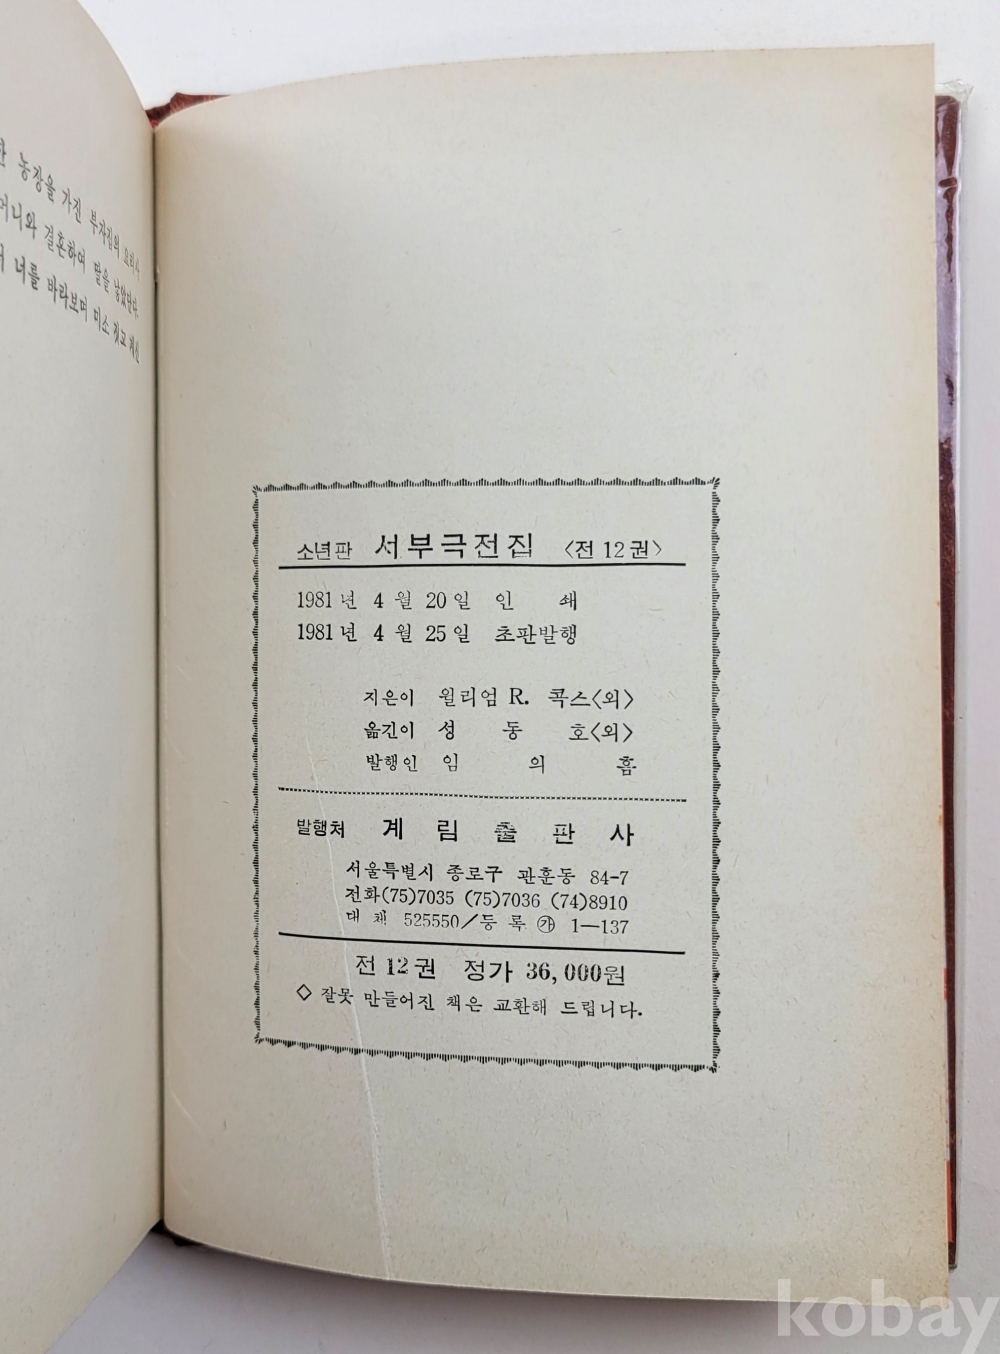 농장을 가진 부자집의 요리사
머니와 결혼하여 딸을 낳았단다.
너를 바라보며 미소 짓고 계신
소년판 서부극전집 〈전 12권〉
1981년 4월 20일 인 쇄
1981년 4월 25일 초판발행
지은이 윌리엄 R. 콕스〈외〉
옮긴이 성 동 호〈외〉
발행인 임 의 흠
발행처 계 림 출 판 사
서울특별시 종로구 관훈동 84-7
전화(75)7035 (75)7036 (74)8910
대 체 525550/등 록 ㉮ 1—137
전 12권 정가 36,000원
◇ 잘못 만들어진 책은 교환해 드립니다.
kobay